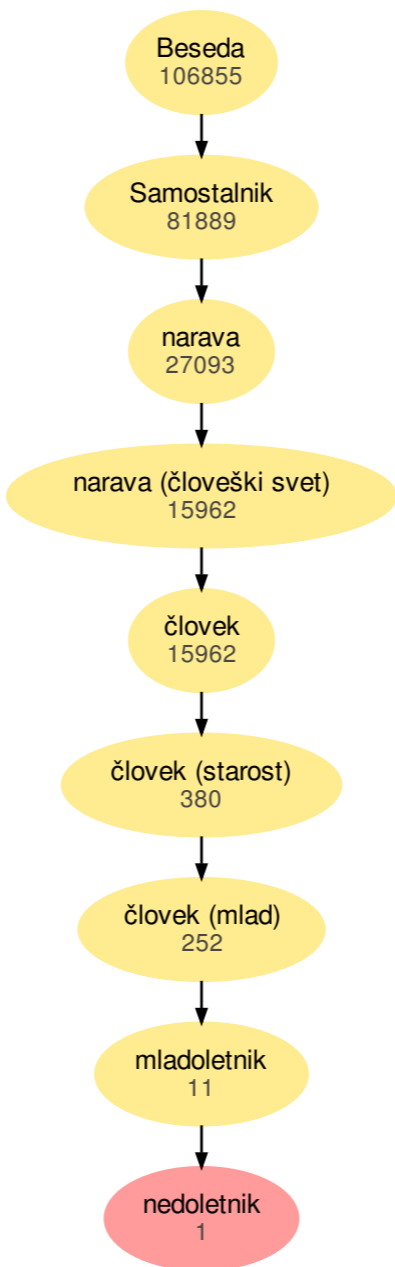 Beseda
106855
Samostalnik
81889
narava
27093
narava (človeški svet)
15962
človek
15962
človek (starost)
380
človek (mlad)
252
mladoletnik
11
nedoletnik
1